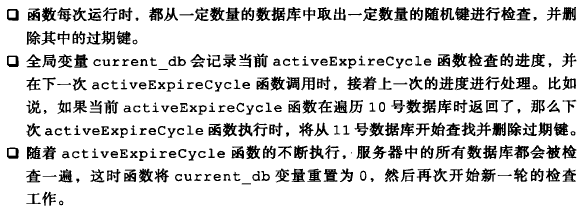 ❑ 函数每次运行时，都从一定数量的数据库中取出一定数量的随机键进行检查，并删
除其中的过期键。
❑ 全局变量 current_db 会记录当前 activeExpireCycle 函数检查的进度，并
在下一次 activeExpireCycle 函数调用时，接着上一次的进度进行处理。比如
说，如果当前 activeExpireCycle 函数在遍历 10 号数据库时返回了，那么下
次 activeExpireCycle 函数执行时，将从 11 号数据库开始查找并删除过期键。
❑ 随着 activeExpireCycle 函数的不断执行，服务器中的所有数据库都会被检
查一遍，这时函数将 current_db 变量重置为 0，然后再次开始新一轮的检查
工作。